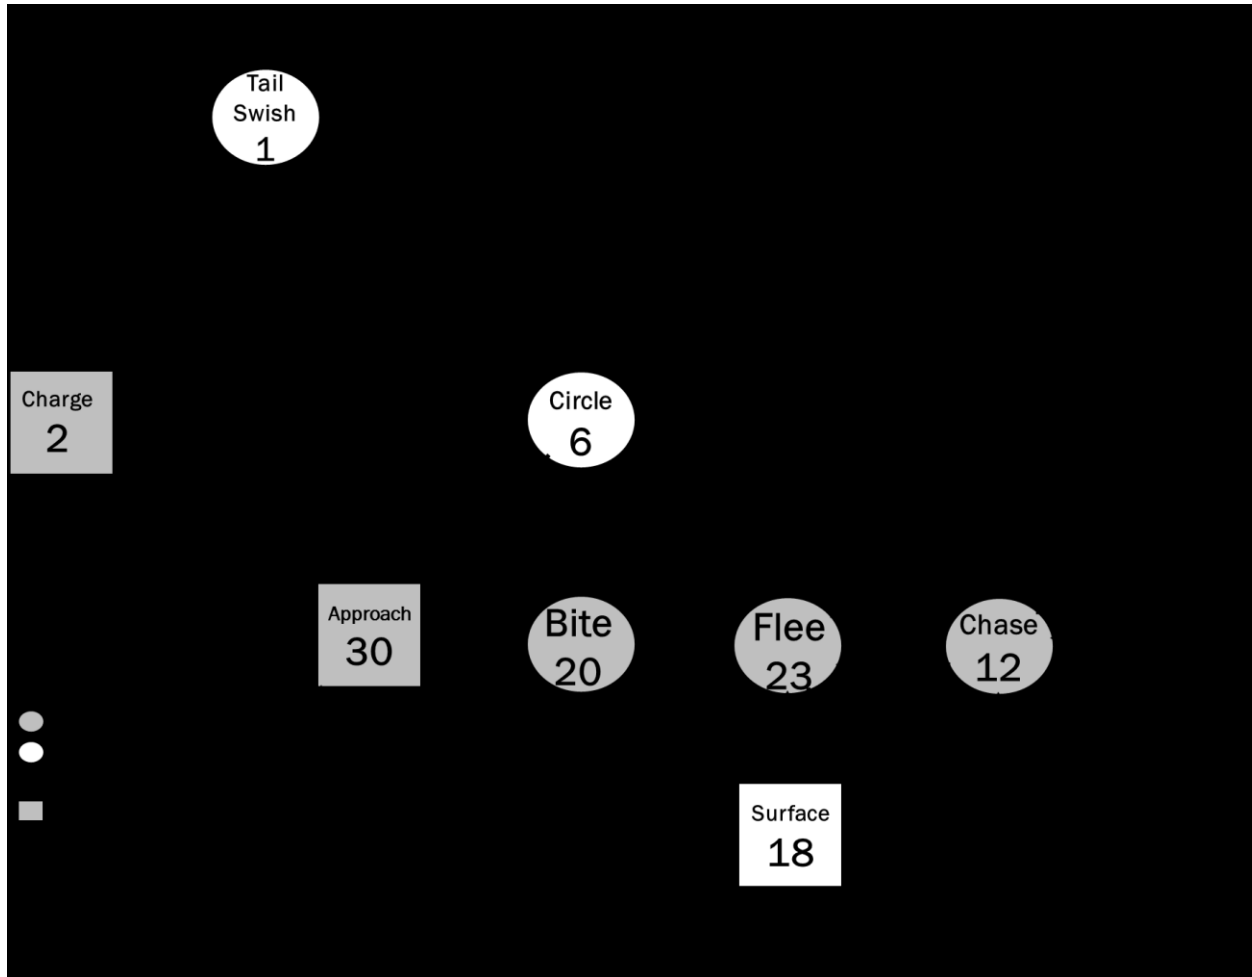 Tail
Swish
1
Charge
2
Circle
6
Approach
30
Bite
20
Flee
23
Chase
12
Surface
18